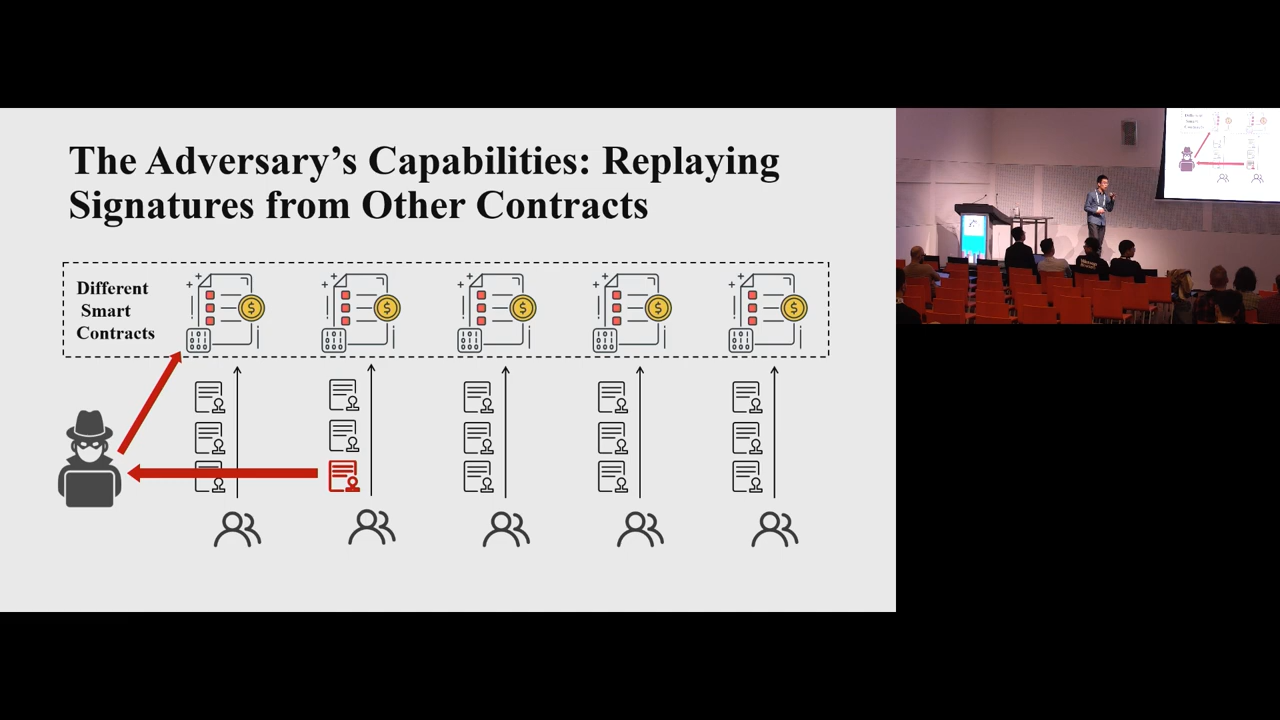 The Adversary’s Capabilities: Replaying
Signatures from Other Contracts
Different
Smart
Contracts